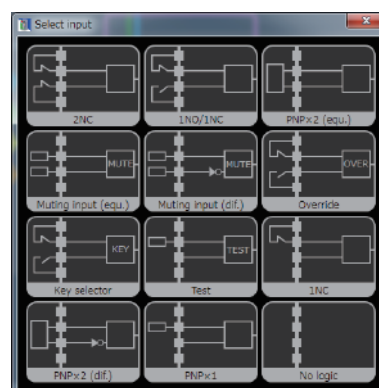 Select input
2NC
1NO/1NC
PNP×2 (equ.)
MUTE
MUTE
OVER
Muting input (equ.)
Muting input (dif.)
Override
KEY
TEST
Key selector
Test
1NC
PNP×2 (dif.)
PNP×1
No logic